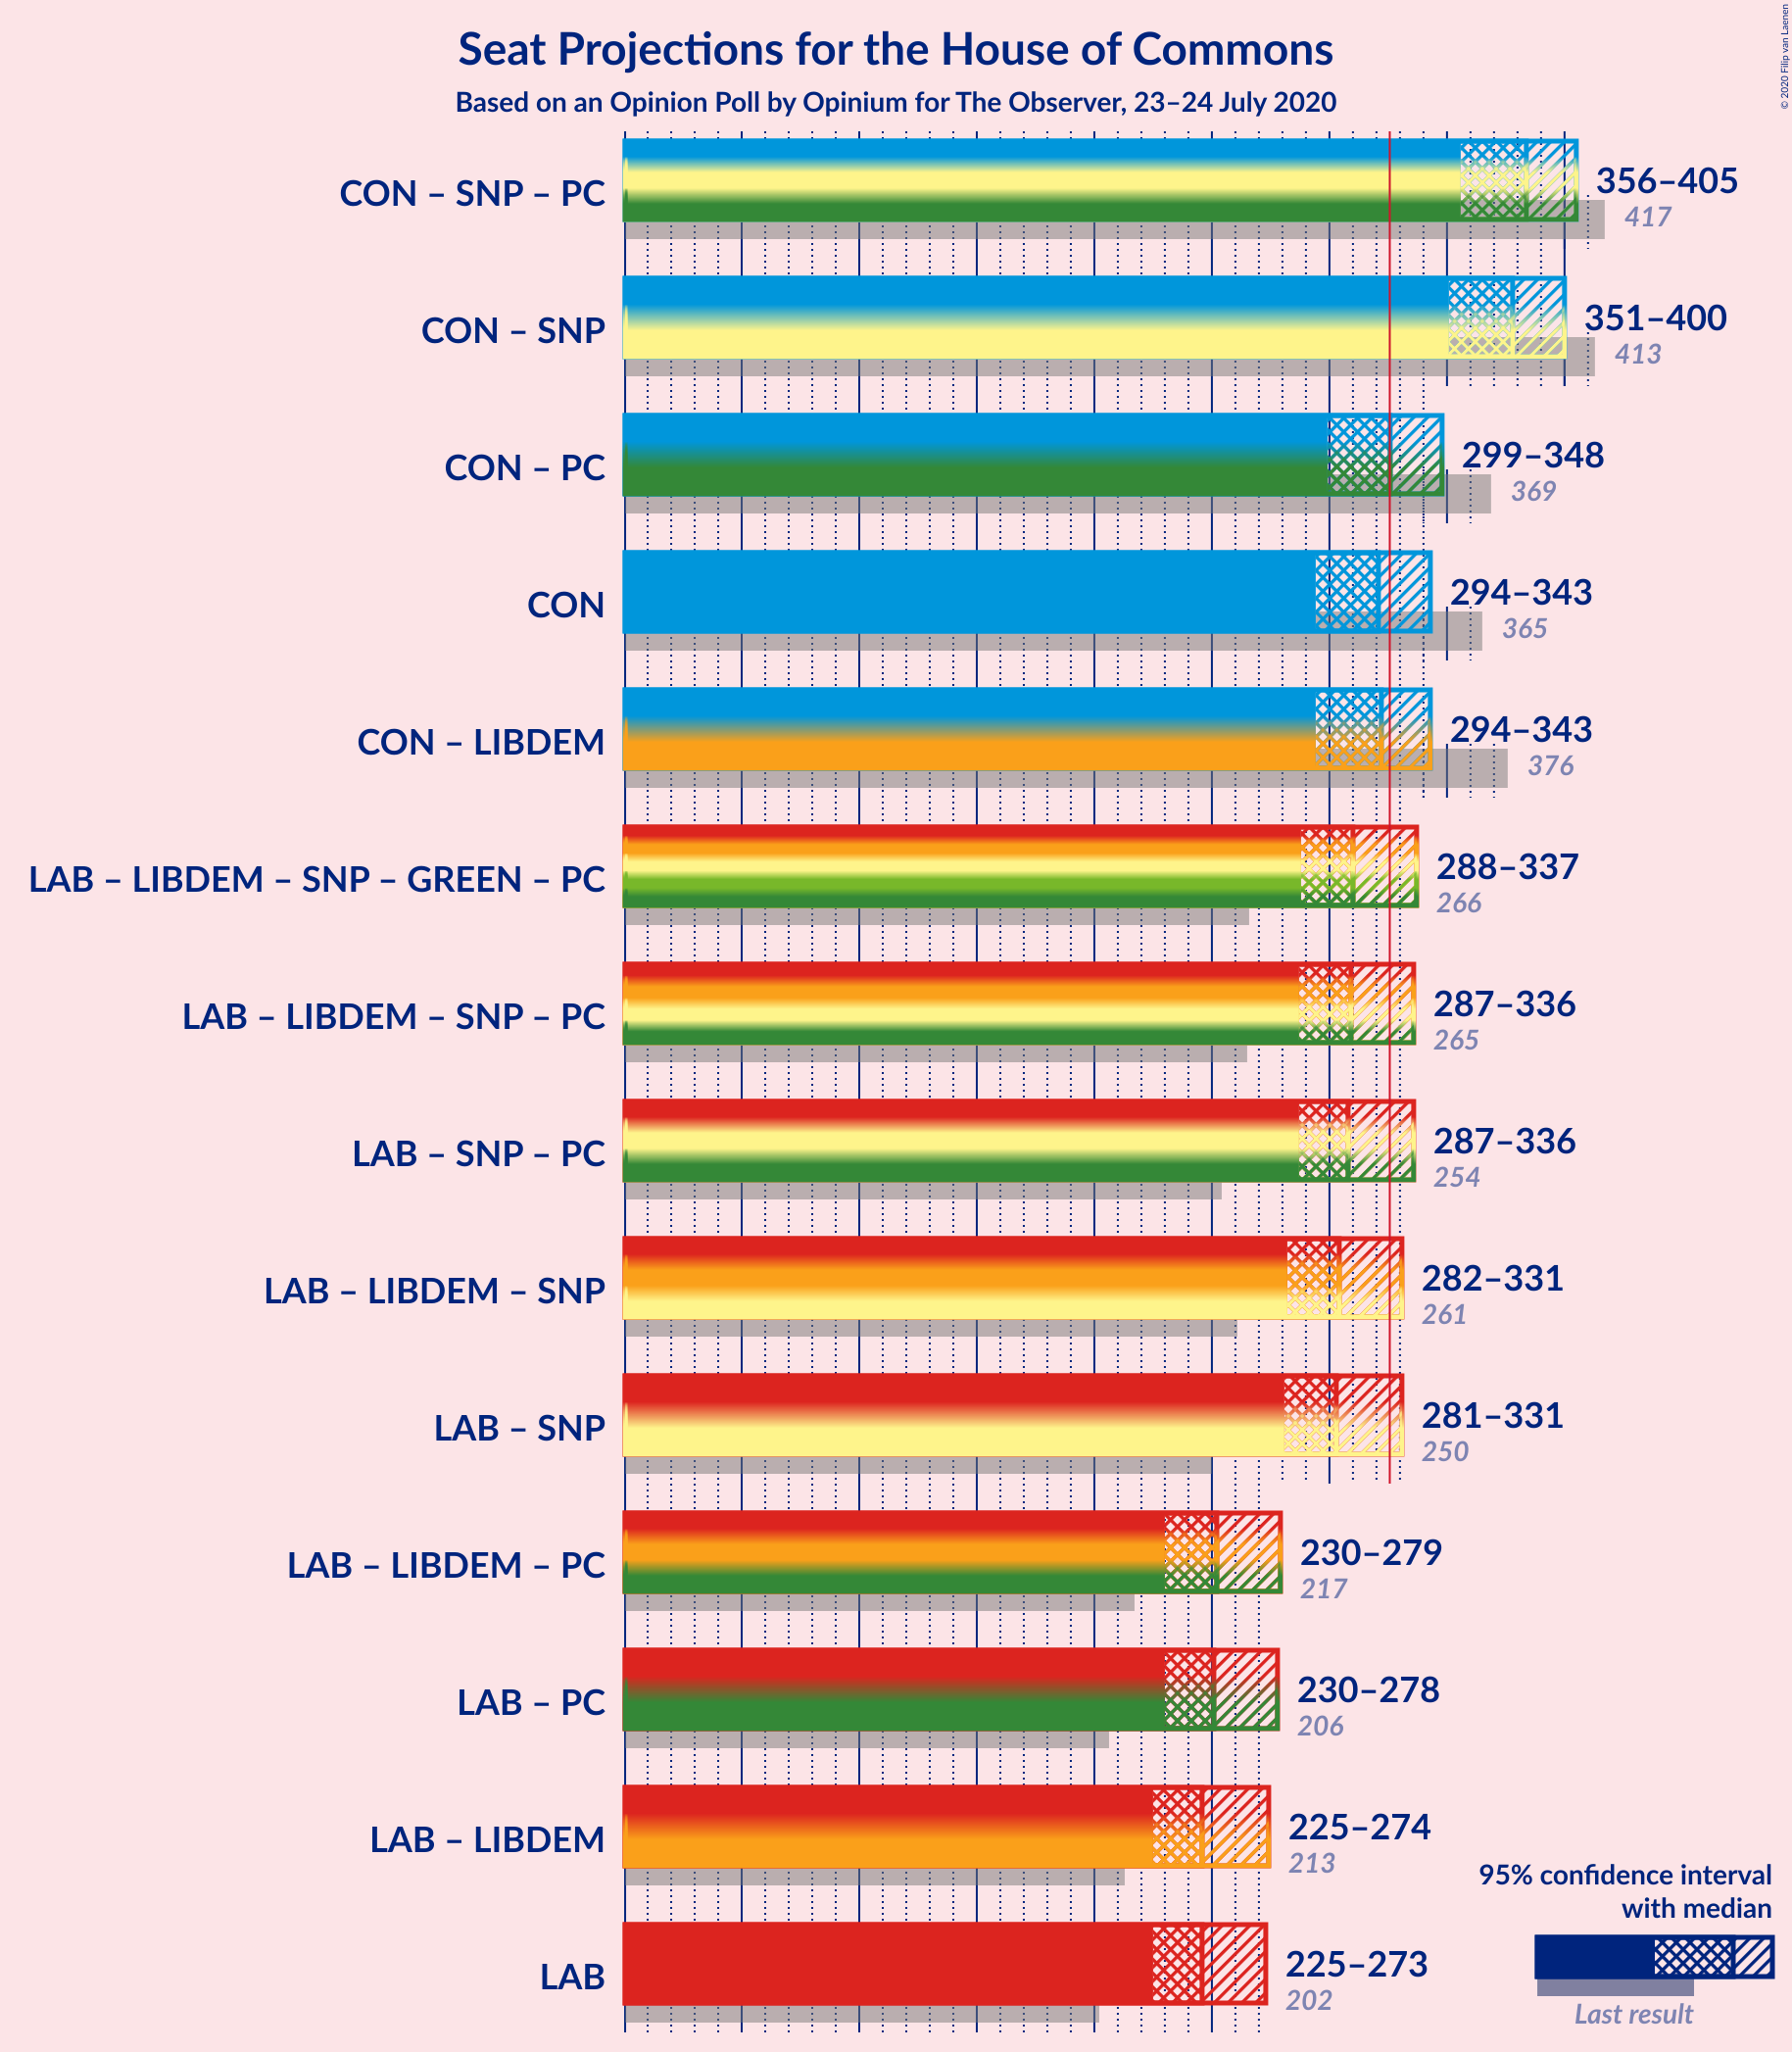 Seat Projections for the House of Commons
Based on an Opinion Poll by Opinium for The Observer, 23–24 July 2020
© 2020 Filip van Laenen
CON – SNP – PC
356–405
417
CON – SNP
351–400
413
CON – PC
299–348
369
CON
294–343
365
CON – LIBDEM
294–343
376
LAB – LIBDEM – SNP – GREEN – PC
288–337
266
LAB – LIBDEM – SNP – PC
287–336
265
LAB – SNP – PC
287–336
254
LAB – LIBDEM – SNP
282–331
261
LAB – SNP
281–331
250
LAB – LIBDEM – PC
230–279
217
LAB – PC
230–278
206
LAB – LIBDEM
225–274
213
LAB
225–273
202
95% confidence interval
with median
Last result